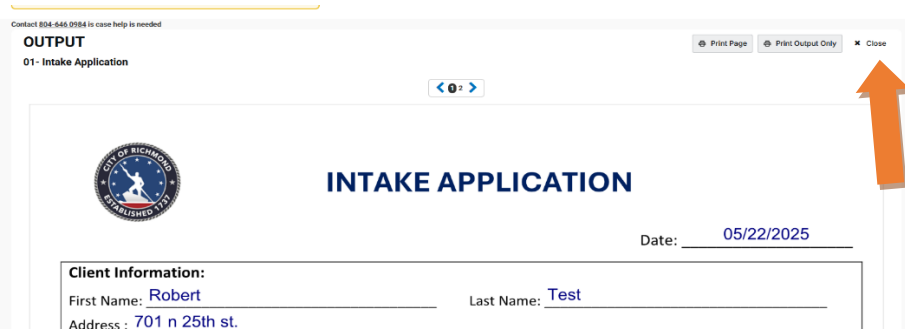 Contact 804-646 0984 is case help is needed
OUTPUT
Print Page Print Output Only Close
01- Intake Application
1 2
CITY OF RICHMOND
ESTABLISHED 1737
INTAKE APPLICATION
Date: 05/22/2025
Client Information:
First Name: Robert Last Name: Test
Address : 701 n 25th st.